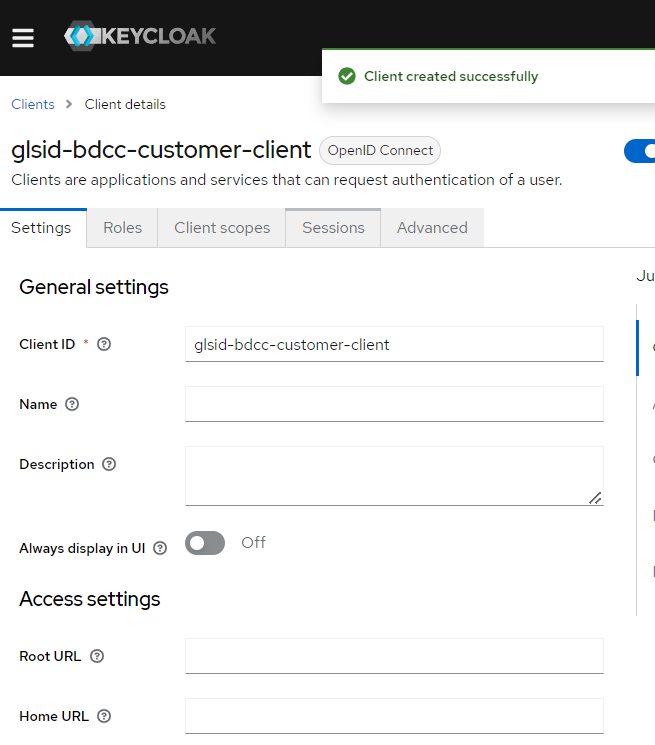 KEYCLOAK
Client created successfully
Clients > Client details
glsid-bdcc-customer-client OpenID Connect
Clients are applications and services that can request authentication of a user.
Settings Roles Client scopes Sessions Advanced
Ju
General settings
Client ID * glsid-bdcc-customer-client
Name
Description
Always display in UI Off
Access settings
Root URL
Home URL